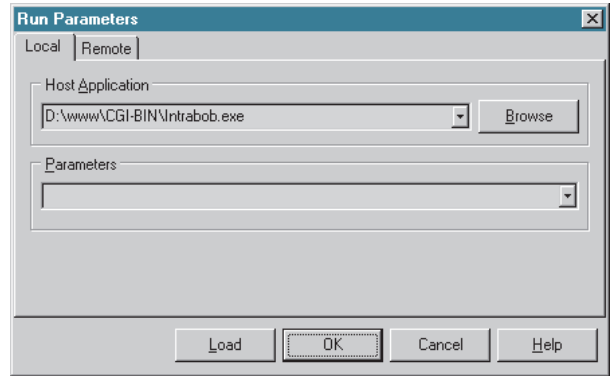 Run Parameters
Local Remote
Host Application
D:\www\CGI-BIN\Intrabob.exe Browse
Parameters
Load OK Cancel Help